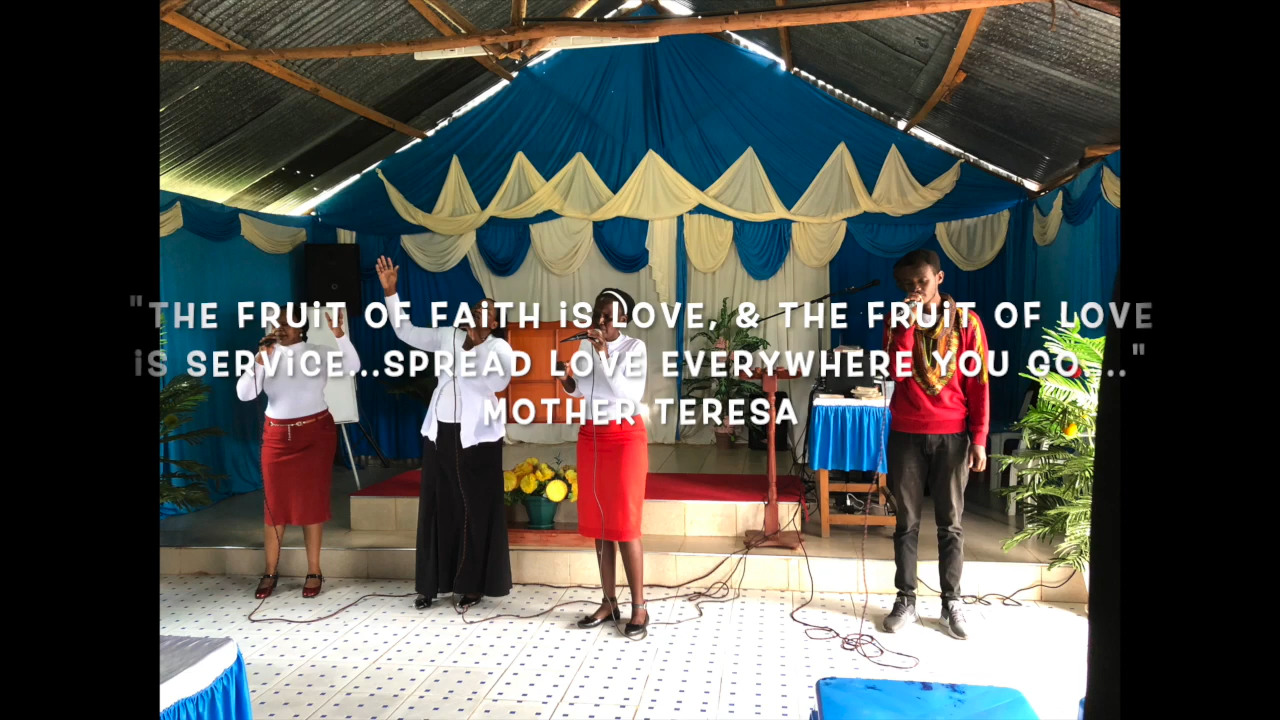 "THE FRUiT OF FAiTH iS LOVE, & THE FRUiT OF LOVE
iS SERViCE...SPREAD LOVE EVERYWHERE YOU GO...."
MOTHER TERESA